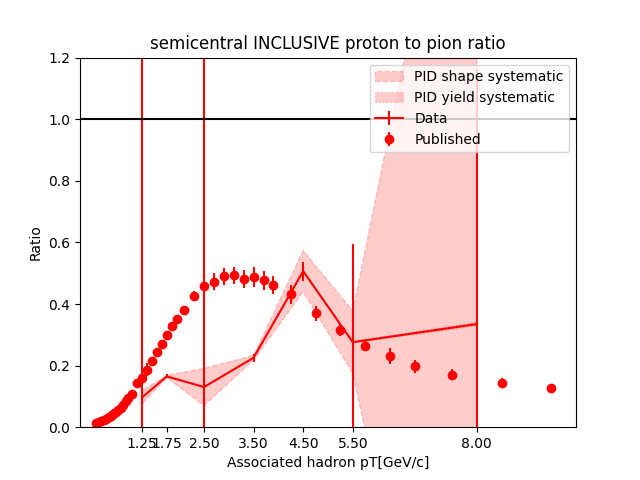 semicentral INCLUSIVE proton to pion ratio
1.2
1.0
0.8
0.6
0.4
0.2
0.0
Ratio
PID shape systematic
PID yield systematic
Data
Published
1.25 1.75 2.50 3.50 4.50 5.50 8.00
Associated hadron pT[GeV/c]